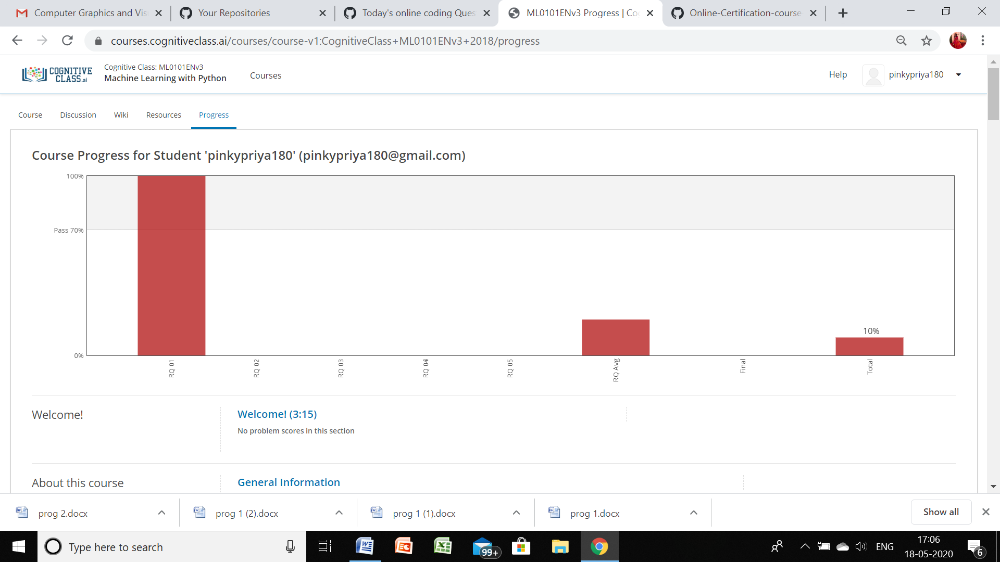 Computer Graphics and Vis
Your Repositories
Today's online coding Ques
ML0101ENv3 Progress | Co
Online-Certification-course
courses.cognitiveclass.ai/courses/course-v1:CognitiveClass+ML0101ENv3+2018/progress
COGNITIVE
CLASS.ai
Cognitive Class: ML0101ENv3
Machine Learning with Python
Courses
Help
pinkypriya180
Course
Discussion
Wiki
Resources
Progress
Course Progress for Student 'pinkypriya180' (pinkypriya180@gmail.com)
100%
Pass 70%
0%
10%
RQ 01
RQ 02
RQ 03
RQ 04
RQ 05
RQ Avg
Final
Total
Welcome!
Welcome! (3:15)
No problem scores in this section
About this course
General Information
prog 2.docx
prog 1 (2).docx
prog 1 (1).docx
prog 1.docx
Show all
Type here to search
99+
ENG
17:06
18-05-2020
6